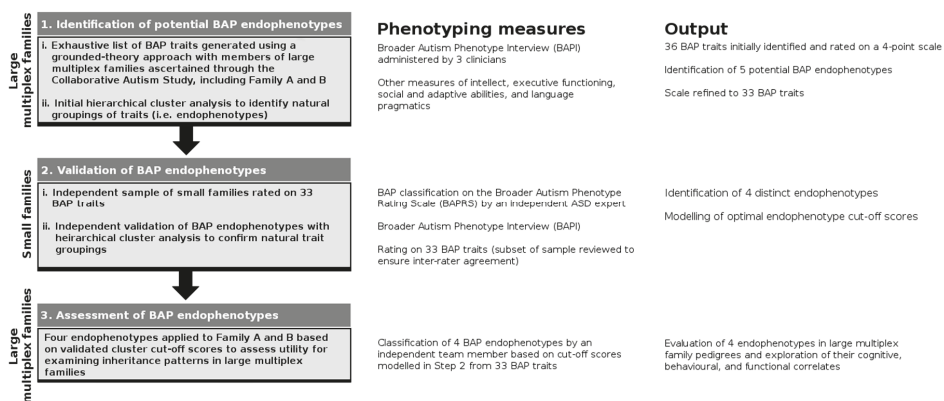 Large
multiplex families
1. Identification of potential BAP endophenotypes
i. Exhaustive list of BAP traits generated using a
grounded-theory approach with members of large
multiplex families ascertained through the
Collaborative Autism Study, including Family A and B
ii. Initial hierarchical cluster analysis to identify natural
groupings of traits (i.e. endophenotypes)
Phenotyping measures
Broader Autism Phenotype Interview (BAPI)
administered by 3 clinicians
Other measures of intellect, executive functioning,
social and adaptive abilities, and language
pragmatics
Output
36 BAP traits initially identified and rated on a 4-point scale
Identification of 5 potential BAP endophenotypes
Scale refined to 33 BAP traits
Small families
2. Validation of BAP endophenotypes
i. Independent sample of small families rated on 33
BAP traits
ii. Independent validation of BAP endophenotypes with
heirarchical cluster analysis to confirm natural trait
groupings
BAP classification on the Broader Autism Phenotype
Rating Scale (BAPRS) by an independent ASD expert
Broader Autism Phenotype Interview (BAPI)
Rating on 33 BAP traits (subset of sample reviewed to
ensure inter-rater agreement)
Identification of 4 distinct endophenotypes
Modelling of optimal endophenotype cut-off scores
Large
multiplex families
3. Assessment of BAP endophenotypes
Four endophenotypes applied to Family A and B based
on validated cluster cut-off scores to assess utility for
examining inheritance patterns in large multiplex
families
Classification of 4 BAP endophenotypes by an
independent team member based on cut-off scores
modelled in Step 2 from 33 BAP traits
Evaluation of 4 endophenotypes in large multiplex
family pedigrees and exploration of their cognitive,
behavioural, and functional correlates